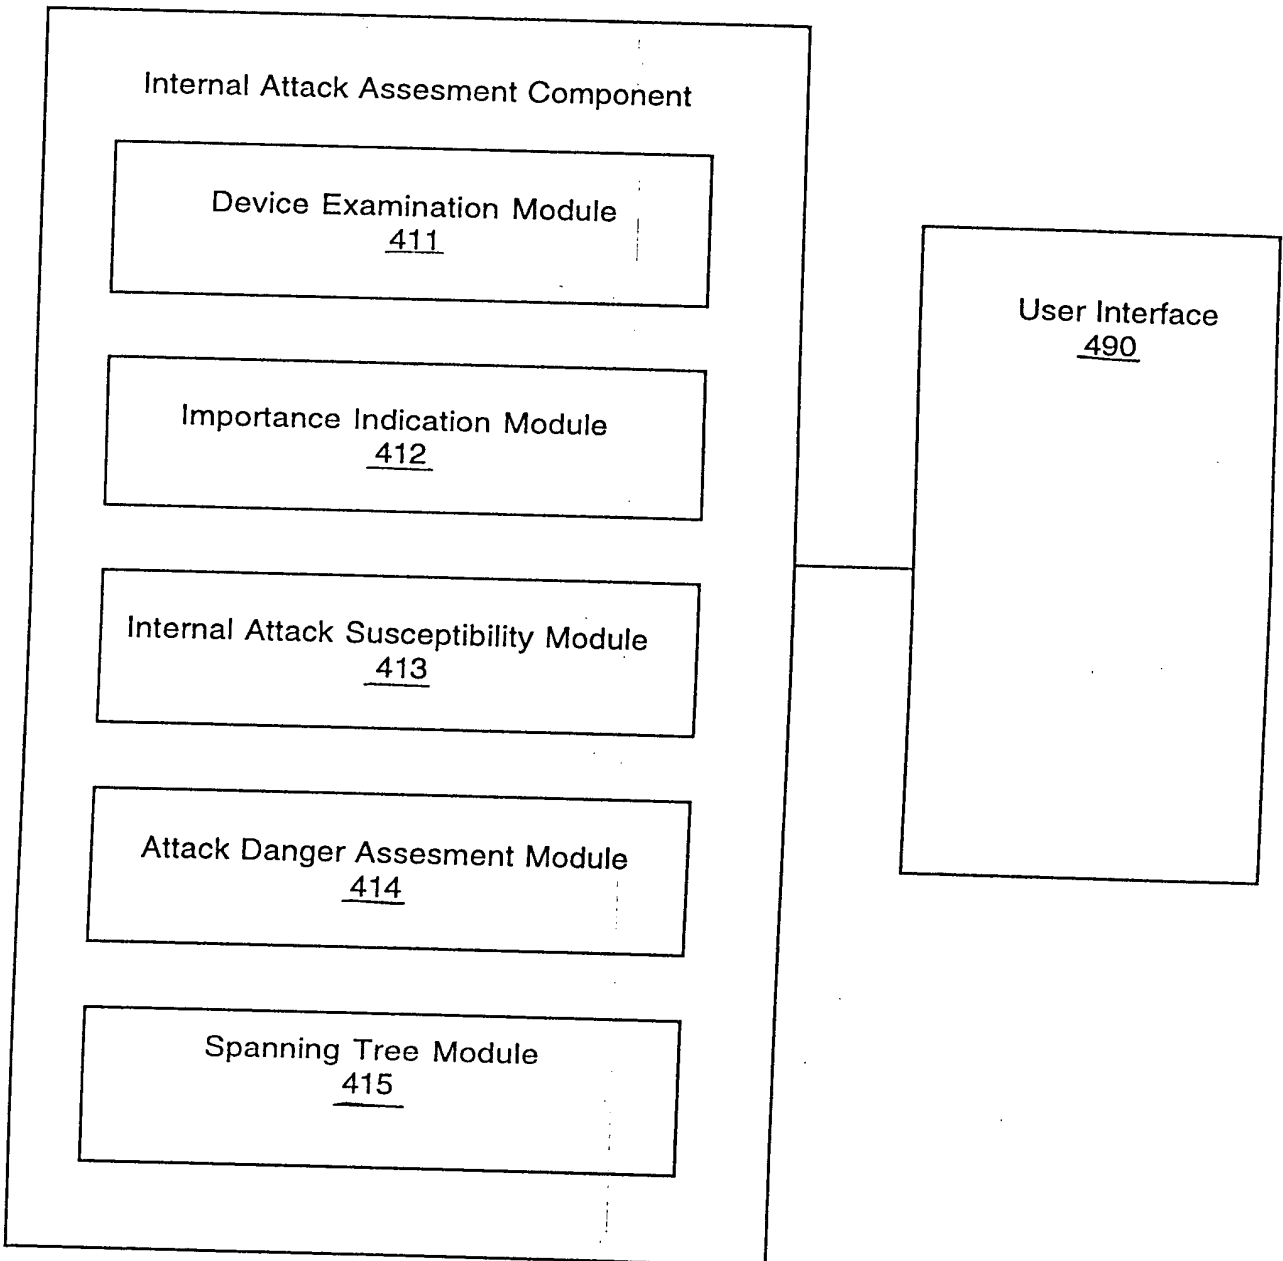 Internal Attack Assesment Component
Device Examination Module
411
Importance Indication Module
412
Internal Attack Susceptibility Module
413
Attack Danger Assesment Module
414
Spanning Tree Module
415
User Interface
490